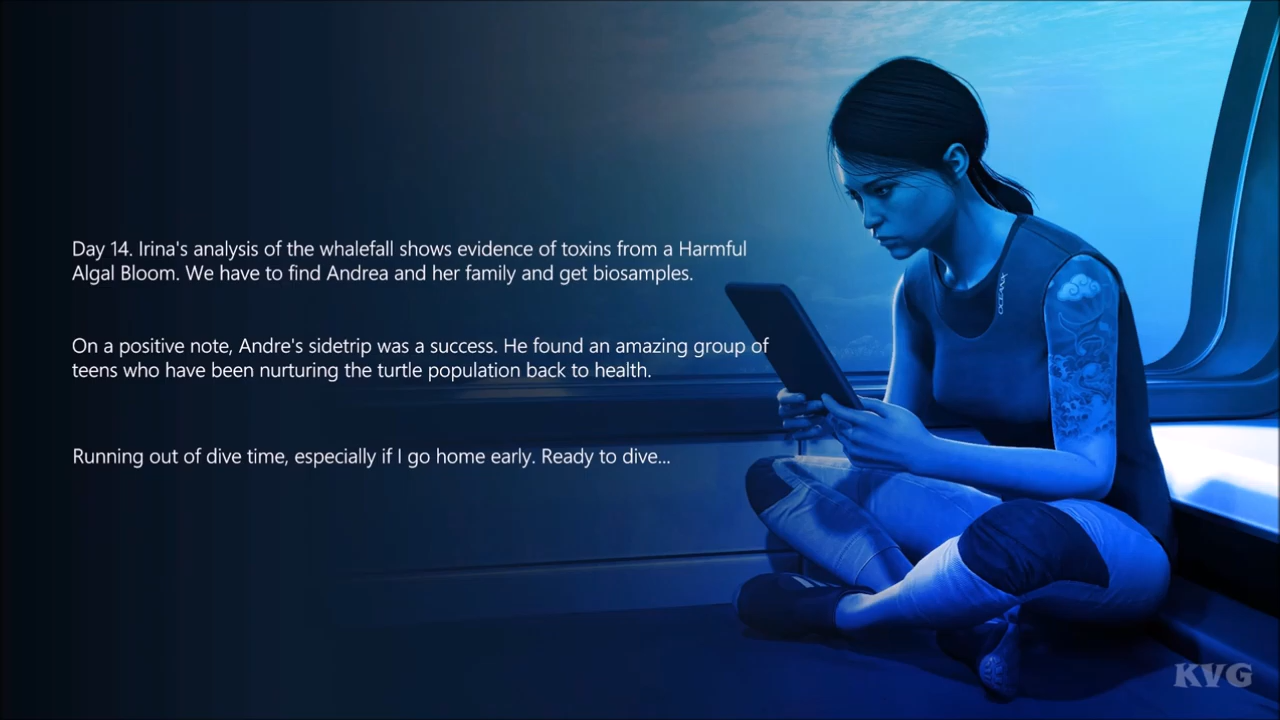 Day 14. Irina's analysis of the whalefall shows evidence of toxins from a Harmful
Algal Bloom. We have to find Andrea and her family and get biosamples.
On a positive note, Andre's sidetrip was a success. He found an amazing group of
teens who have been nurturing the turtle population back to health.
Running out of dive time, especially if I go home early. Ready to dive...
OCEANX
KVG